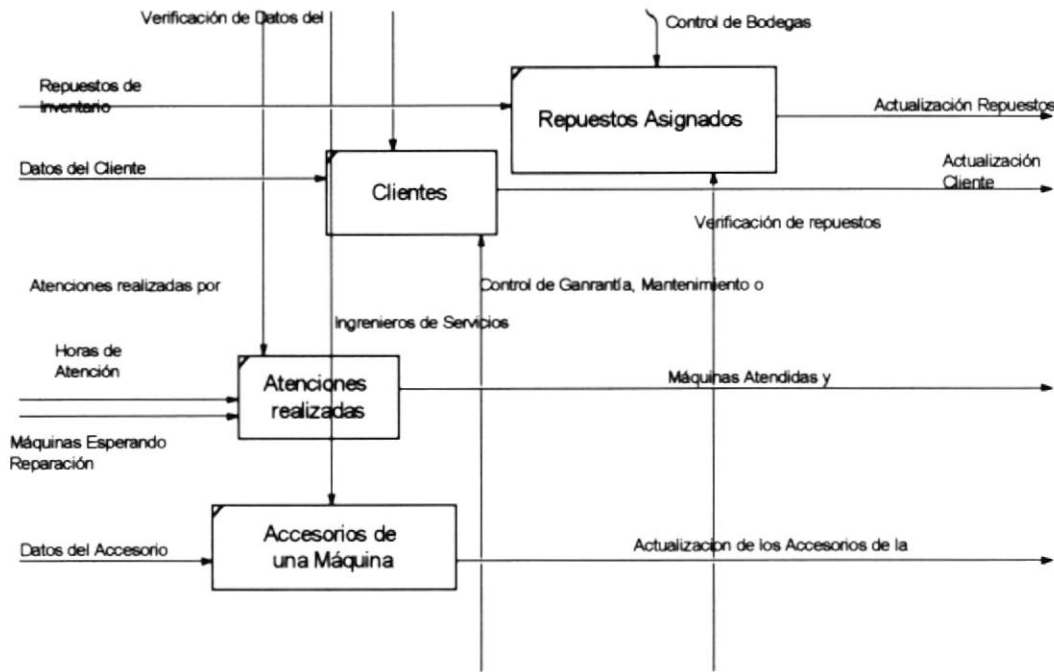 Verificación de Datos del
Control de Bodegas
Repuestos de
Inventario
Repuestos Asignados
Actualización Repuestos
Datos del Cliente
Clientes
Actualización
Cliente
Verificación de repuestos
Atenciones realizadas por
Control de Ganrantía, Mantenimiento o
Ingrenieros de Servicios
Horas de
Atención
Atenciones
realizadas
Máquinas Atendidas y
Máquinas Esperando
Reparación
Accesorios de
una Máquina
Datos del Accesorio
Actualizacion de los Accesorios de la